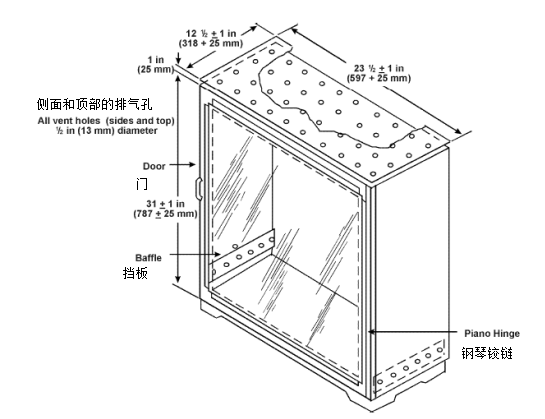 12 ½ ± 1 in
(318 + 25 mm)
1 in
(25 mm)
23 ½ ± 1 in
(597 + 25 mm)
侧面和顶部的排气孔
All vent holes (sides and top)
½ in (13 mm) diameter
Door
门
31 ± 1 in
(787 ± 25 mm)
Baffle
挡板
Piano Hinge
钢琴铰链